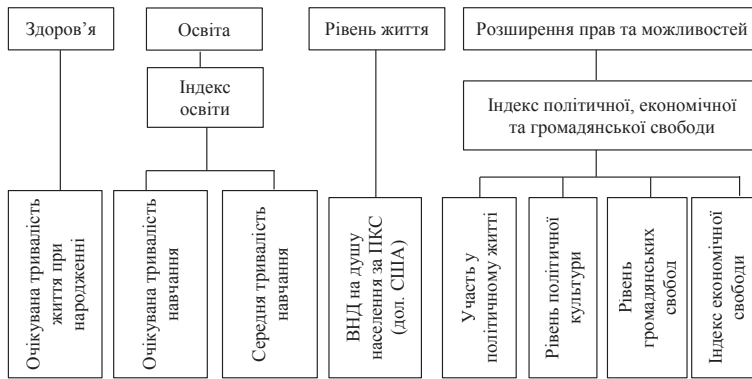 Здоров’я
Освіта
Рівень життя
Розширення прав та можливостей
Індекс
освіти
Індекс політичної, економічної
та громадянської свободи
Очікувана тривалість
життя при
народженні
Очікувана тривалість
навчання
Середня тривалість
навчання
ВНД на душу
населення за ПКС
(дол. США)
Участь у
політичному житті
Рівень політичної
культури
Рівень
громадянських
свобод
Індекс економічної
свободи